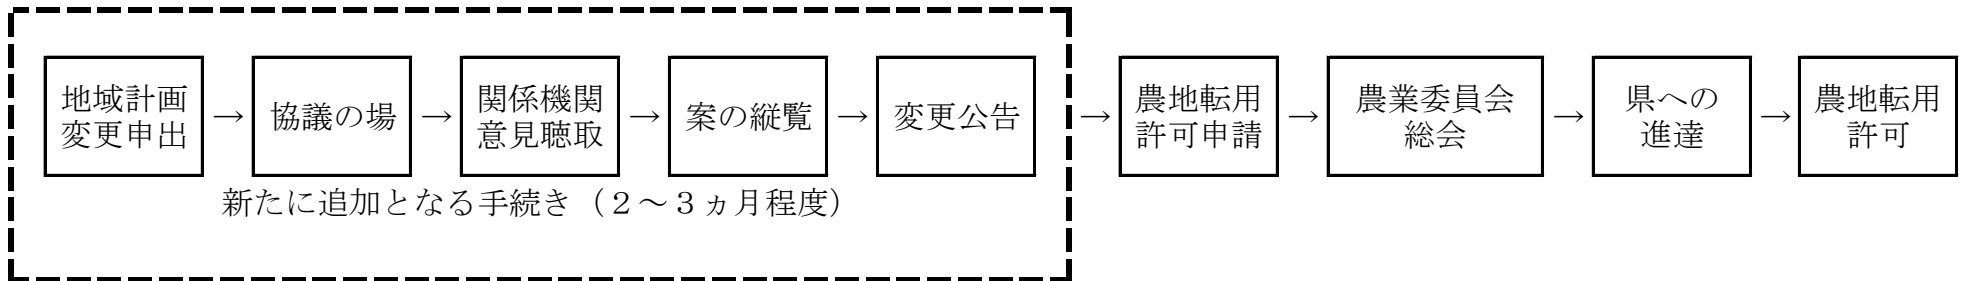 地域計画
変更申出
→
協議の場
→
関係機関
意見聴取
→
案の縦覧
→
変更公告
→
農地転用
許可申請
→
農業委員会
総会
→
県への
進達
→
農地転用
許可
新たに追加となる手続き（２～３ヵ月程度）